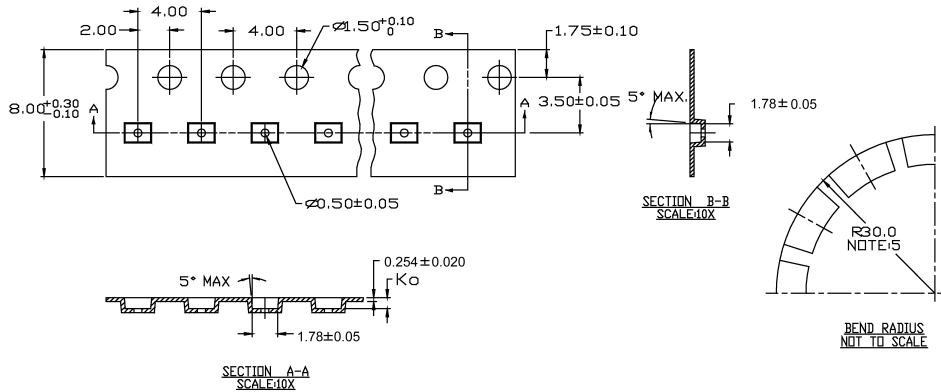 4.00
2.00
4.00
Ø1.50 +0.10 0
B
1.75±0.10
8.00 +0.30 -0.10
A
A
3.50±0.05
5° MAX.
1.78±0.05
B
Ø0.50±0.05
SECTION B-B
SCALE:10X
R30.0
NOTE:5
5° MAX
0.254±0.020
Ko
1.78±0.05
SECTION A-A
SCALE:10X
BEND RADIUS
NOT TO SCALE